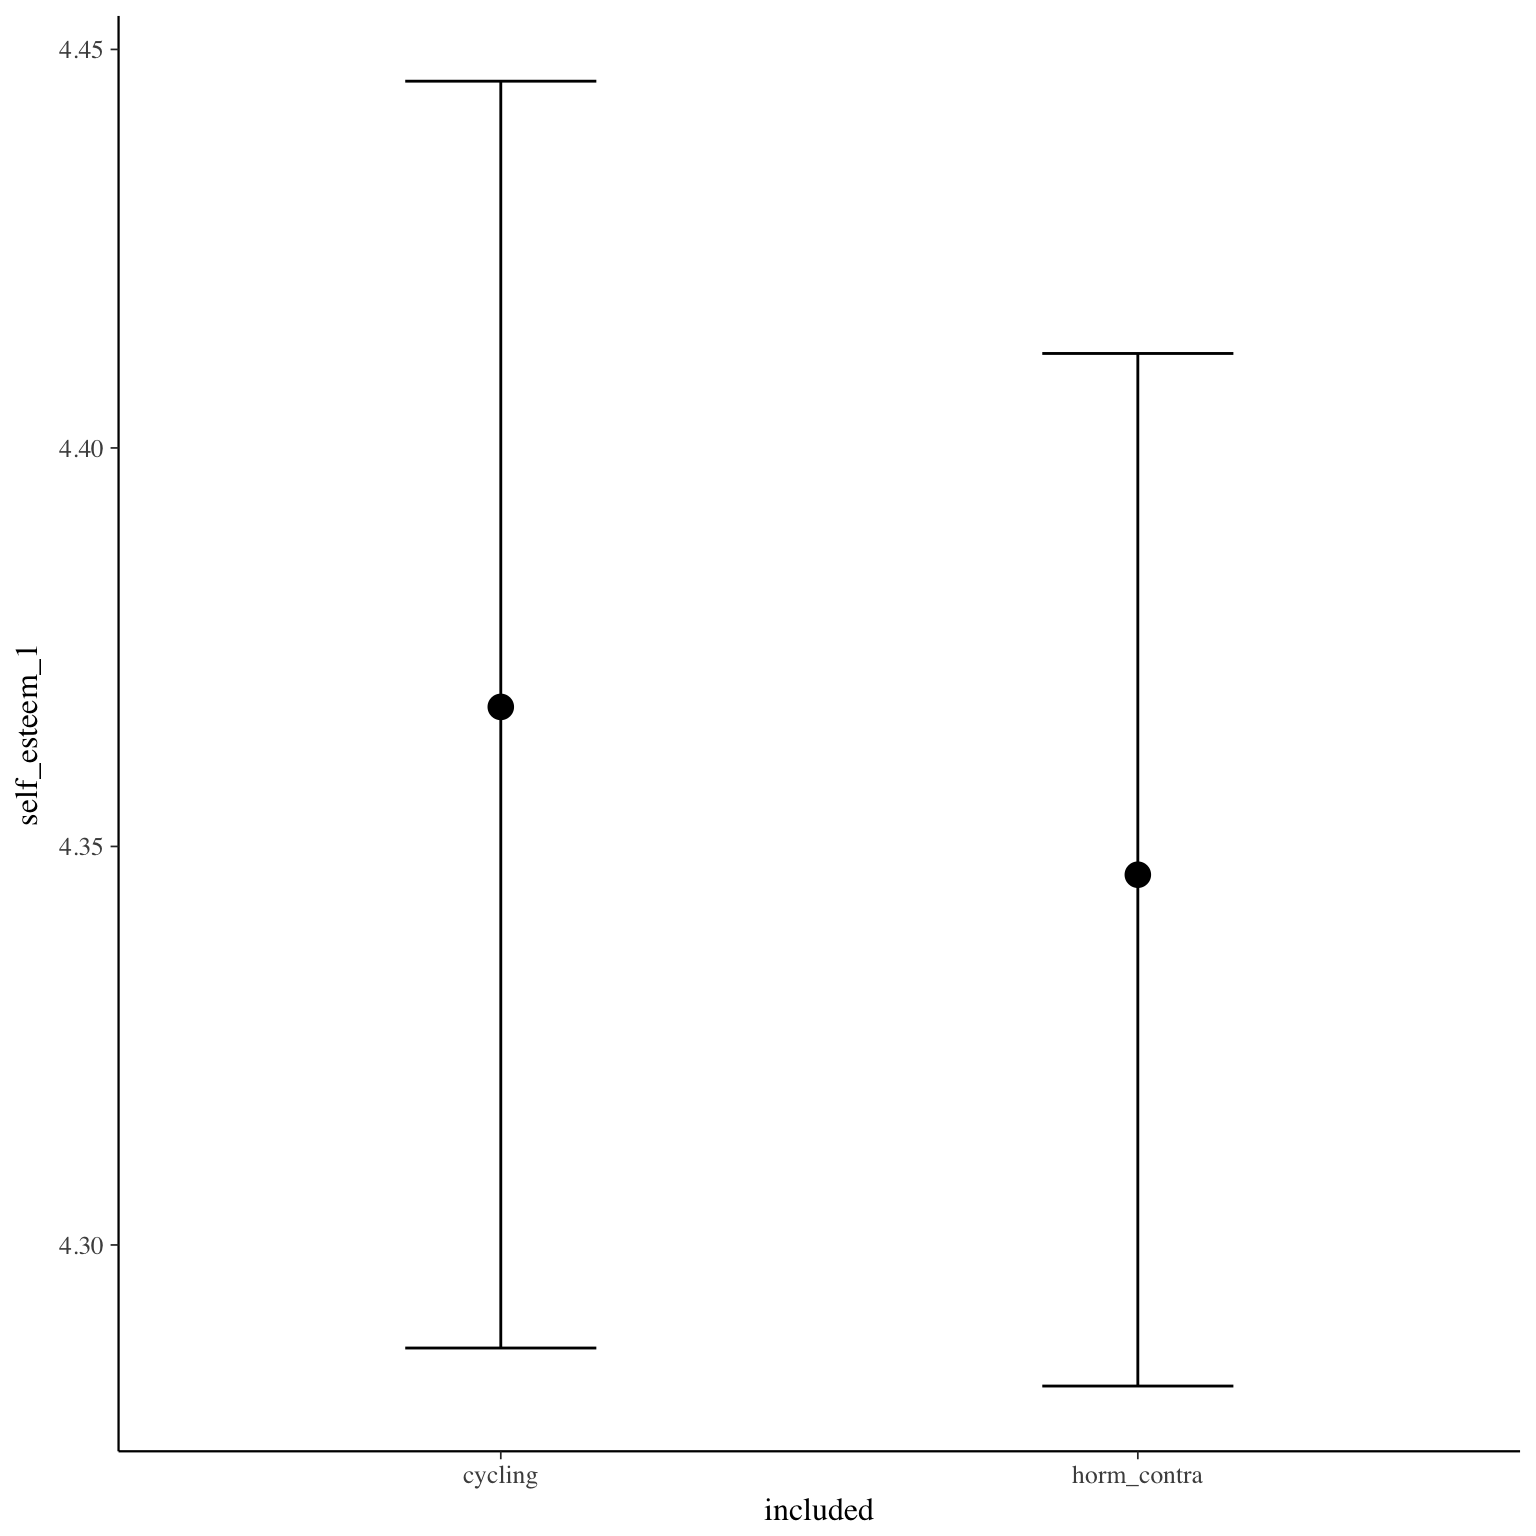 4.45
4.40
4.35
4.30
self_esteem_1
cycling
horm_contra
included